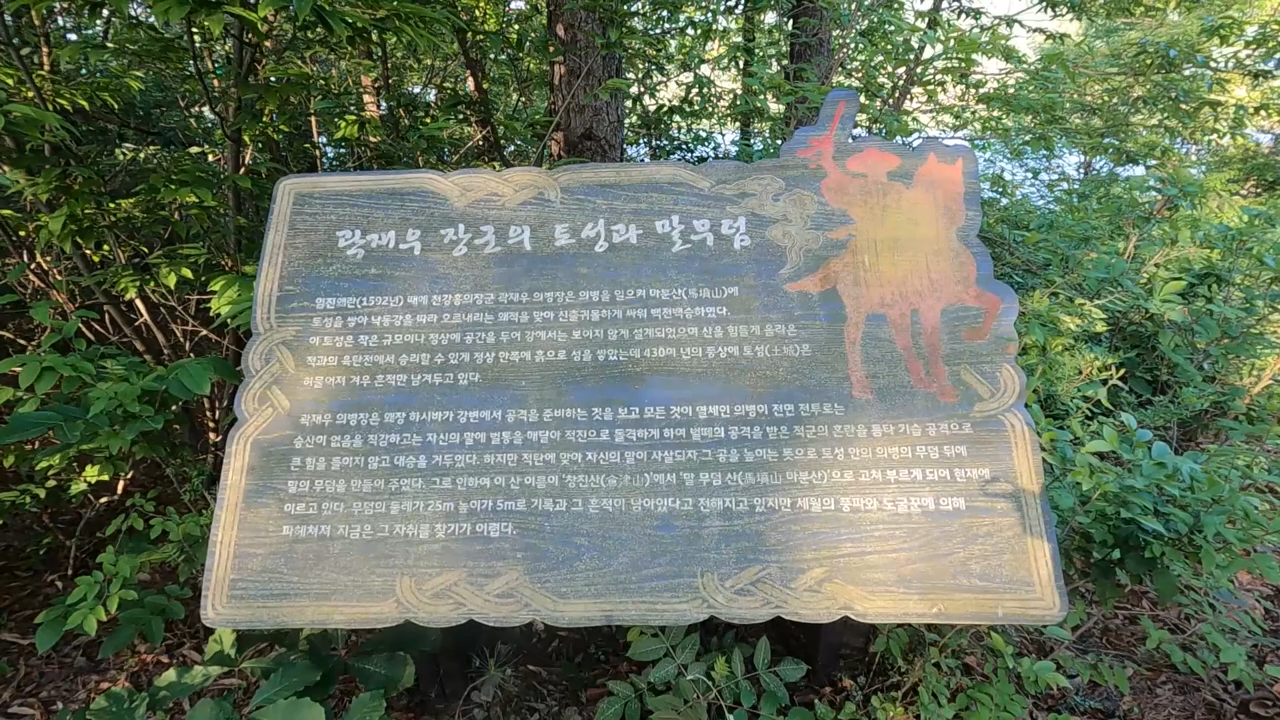 곽재우 장군의 토성과 말무덤
임진왜란(1592년) 때에 천강홍의장군 곽재우 의병장은 의병을 일으켜 마분산(馬墳山)에
토성을 쌓아 낙동강을 따라 오르내리는 왜적을 맞아 신출귀몰하게 싸워 백전백승하였다.
이 토성은 작은 규모이나 정상에 공간을 두어 강에서는 보이지 않게 설계되었으며 산을 힘들게 올라온
적과의 육탄전에서 승리할 수 있게 정상 안쪽에 흙으로 성을 쌓았는데 430여 년의 풍상에 토성(土城)은
허물어져 겨우 흔적만 남겨두고 있다.
곽재우 의병장은 왜장 하시바가 강변에서 공격을 준비하는 것을 보고 모든 것이 열세인 의병이 전면 전투로는
승산이 없음을 직감하고는 자신의 말에 벌통을 매달아 적진으로 돌격하게 하여 벌떼의 공격을 받은 적군의 혼란을 틈타 기습 공격으로
큰 힘을 들이지 않고 대승을 거두었다. 하지만 적탄에 맞아 자신의 말이 사살되자 그 공을 높이는 뜻으로 토성 안의 의병의 무덤 뒤에
말의 무덤을 만들어 주었다. 그로 인하여 이 산 이름이 '창진산(倉津山)'에서 '말 무덤 산(馬墳山 마분산)'으로 고쳐 부르게 되어 현재에
이르고 있다. 무덤의 둘레가 25m 높이가 5m로 기록과 그 흔적이 남아있다고 전해지고 있지만 세월의 풍파와 도굴꾼에 의해
파헤쳐져 지금은 그 자취를 찾기가 어렵다.